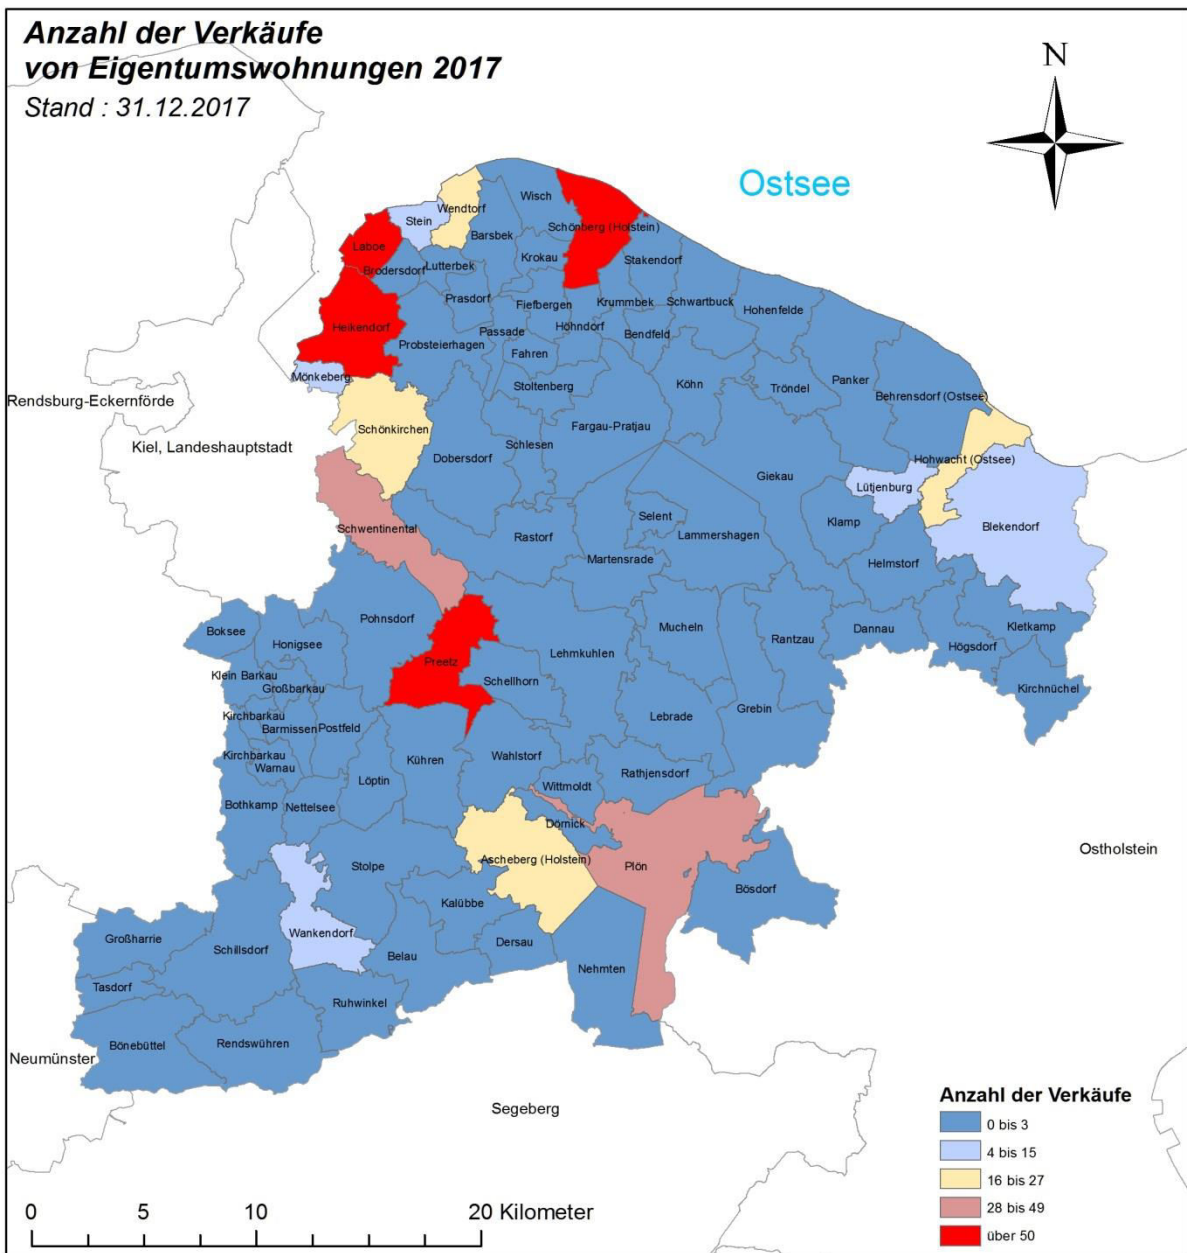 Anzahl der Verkäufe
von Eigentumswohnungen 2017
Stand : 31.12.2017
N
Ostsee
Wisch
Wendtorf
Stein
Schönberg (Holstein)
Barsbek
Laboe
Krokau
Stakendorf
Lutterbek
Brodersdorf
Prasdorf
Fiefbergen
Krummbek
Schwartbuck
Hohenfelde
Heikendorf
Passade
Höhndorf
Bendfeld
Probsteierhagen
Fahren
Mönkeberg
Stoltenberg
Köhn
Tröndel
Panker
Behrensdorf (Ostsee)
Rendsburg-Eckernförde
Schönkirchen
Fargau-Pratjau
Kiel, Landeshauptstadt
Schlesen
Dobersdorf
Hohwacht (Ostsee)
Giekau
Lütjenburg
Selent
Klamp
Blekendorf
Schwentinental
Rastorf
Lammershagen
Martensrade
Helmstorf
Pohnsdorf
Boksee
Honigsee
Mucheln
Rantzau
Dannau
Kletkamp
Högsdorf
Lehmkuhlen
Preetz
Klein Barkau
Schellhorn
Großbarkau
Kirchnüchel
Grebin
Kirchbarkau
Lebrade
Barmissen
Postfeld
Kirchbarkau
Wahlstorf
Kühren
Warnau
Rathjensdorf
Löptin
Wittmoldt
Bothkamp
Nettelsee
Dörnick
Ostholstein
Ascheberg (Holstein)
Stolpe
Plön
Bösdorf
Kalübbe
Wankendorf
Großharrie
Schillsdorf
Dersau
Belau
Nehmten
Tasdorf
Ruhwinkel
Bönebüttel
Rendswühren
Neumünster
Segeberg
Anzahl der Verkäufe
0 bis 3
4 bis 15
16 bis 27
28 bis 49
über 50
0 5 10 20 Kilometer